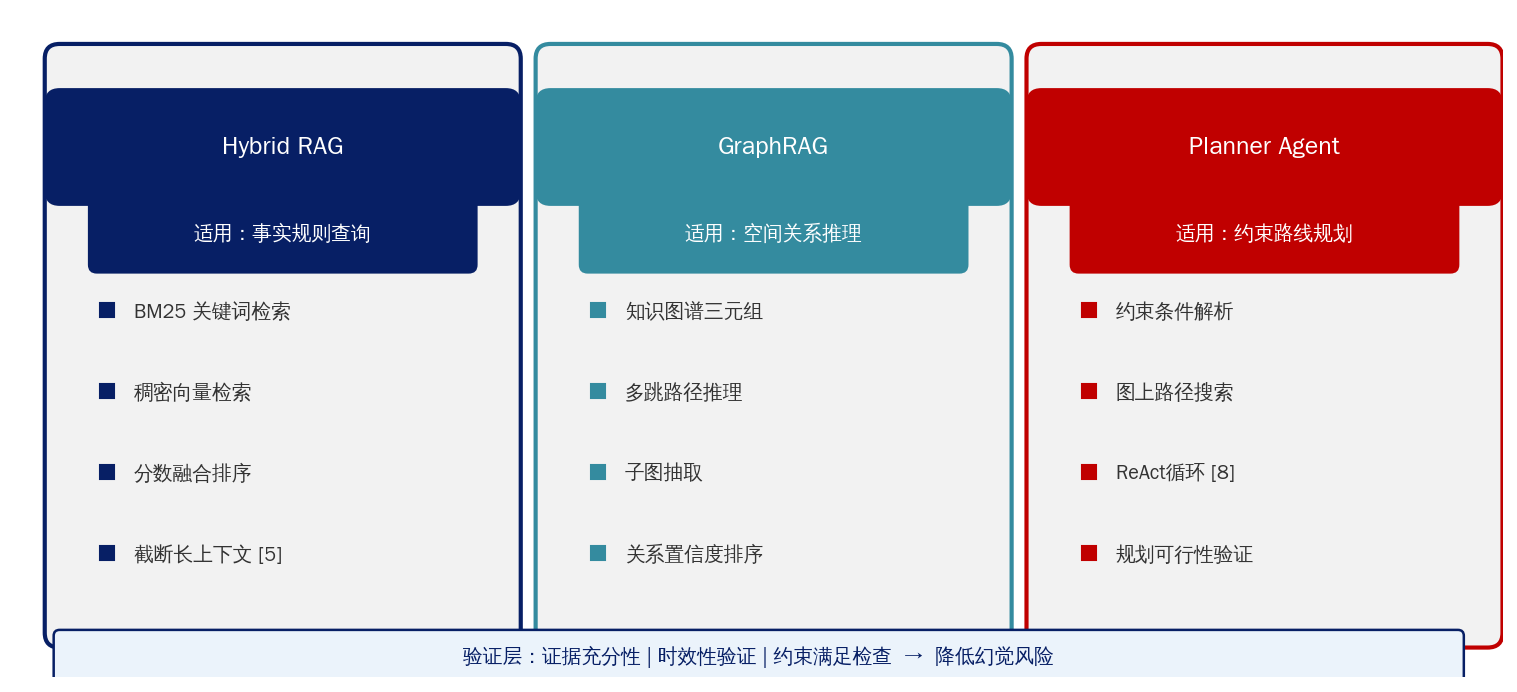 Hybrid RAG
适用：事实规则查询
BM25 关键词检索
稠密向量检索
分数融合排序
截断长上下文 [5]
GraphRAG
适用：空间关系推理
知识图谱三元组
多跳路径推理
子图抽取
关系置信度排序
Planner Agent
适用：约束路线规划
约束条件解析
图上路径搜索
ReAct循环 [8]
规划可行性验证
验证层：证据充分性 | 时效性验证 | 约束满足检查 → 降低幻觉风险